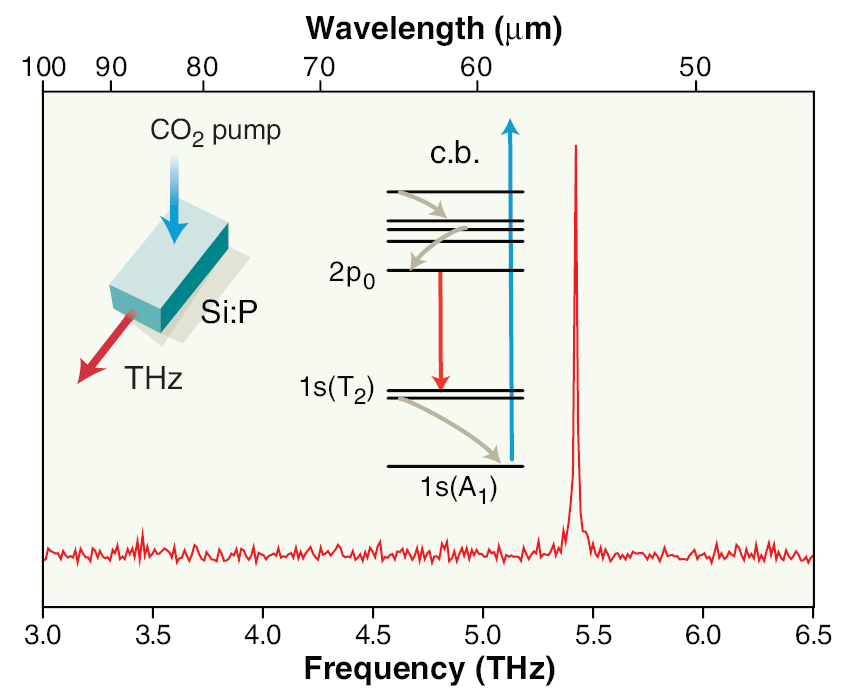 Wavelength (μm)
100 90 80 70 60 50
CO₂ pump
c.b.
2p₀
Si:P
THz
1s(T₂)
1s(A₁)
3.0 3.5 4.0 4.5 5.0 5.5 6.0 6.5
Frequency (THz)